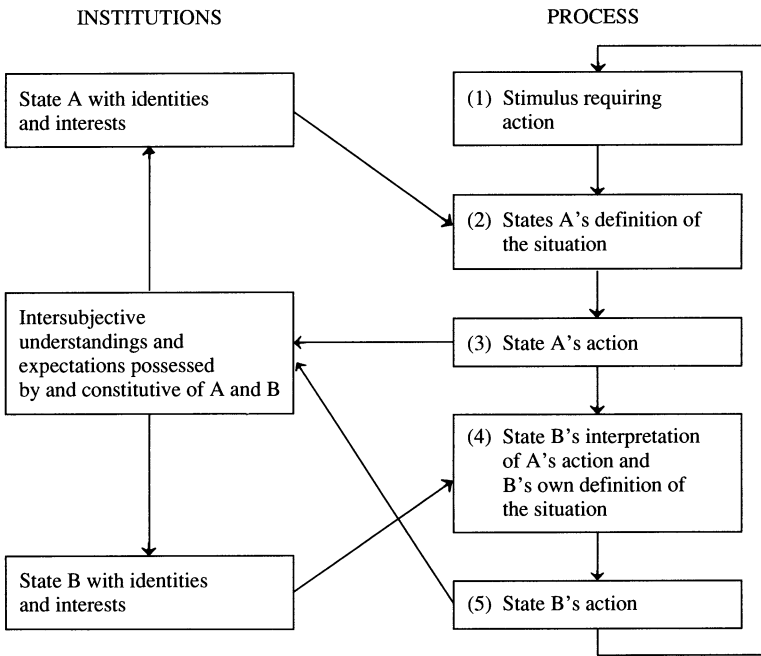 INSTITUTIONS
PROCESS
State A with identities
and interests
(1) Stimulus requiring
action
(2) States A's definition of
the situation
Intersubjective
understandings and
expectations possessed
by and constitutive of A and B
(3) State A's action
(4) State B's interpretation
of A's action and
B's own definition of
the situation
State B with identities
and interests
(5) State B's action